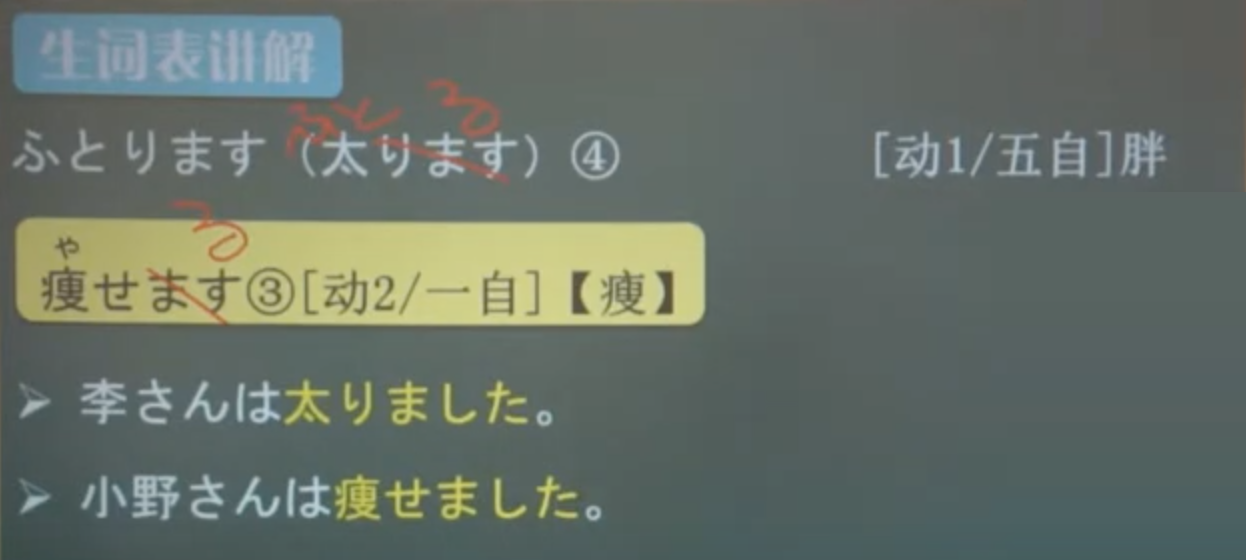 生词表讲解
ふと る
ふとります（太ります）④ [动1/五自]胖
る
や
痩せます③[动2/一自]【瘦】
➢ 李さんは太りました。
➢ 小野さんは痩せました。